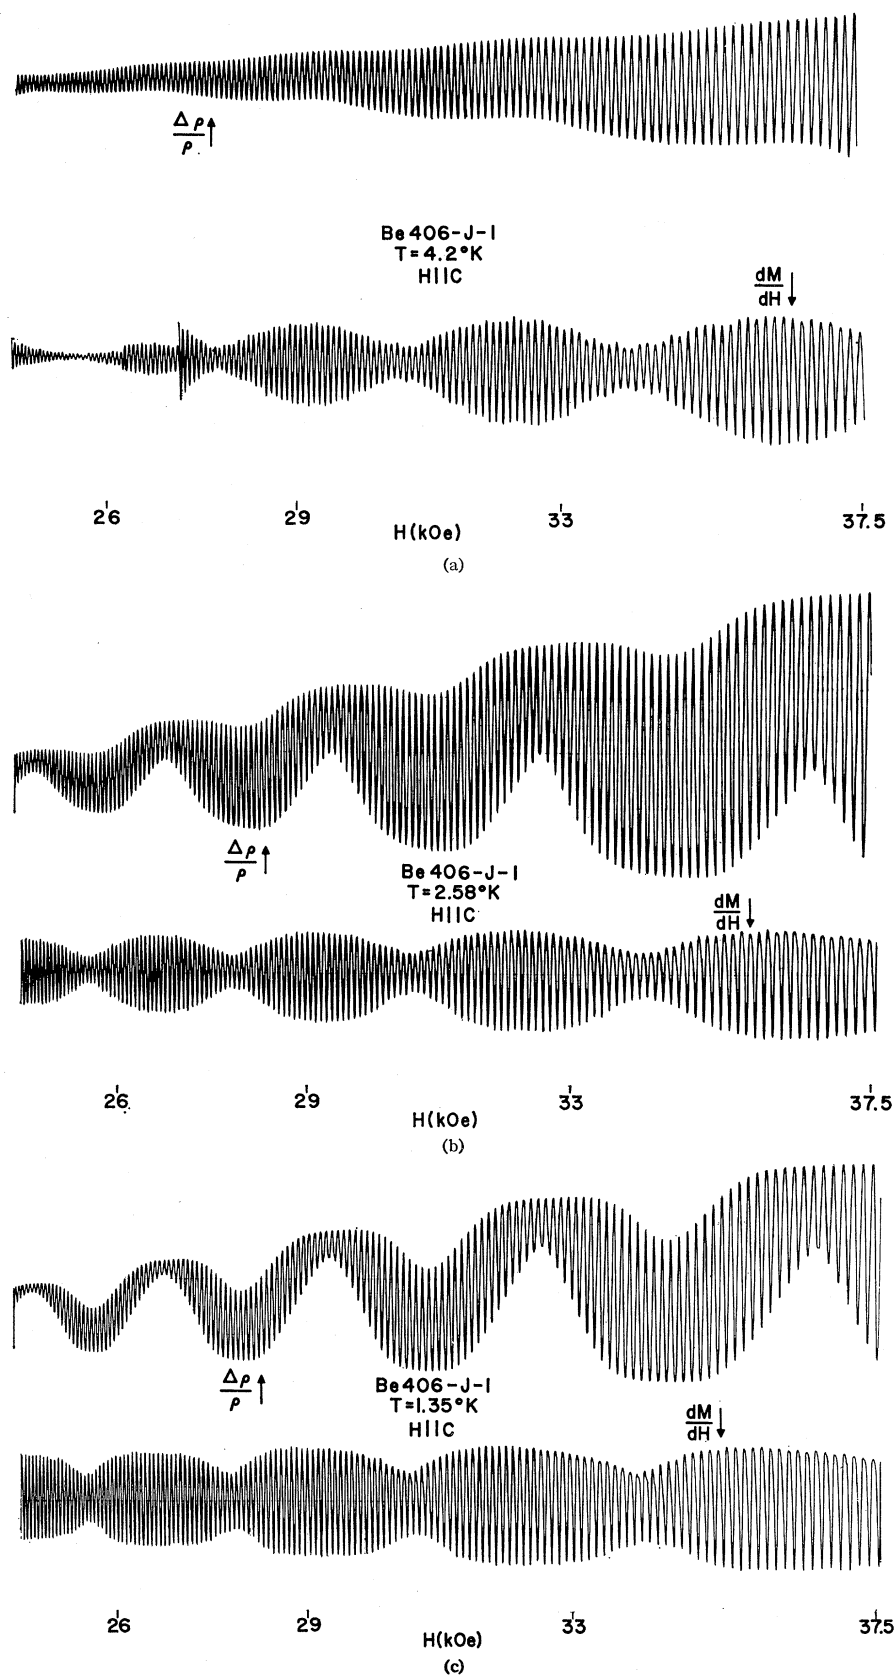 Δρ
ρ
Be 406-J-1
T=4.2°K
H||C
dM
dH
26 29 33 37.5
H(kOe)
(a)
Δρ
ρ
Be 406-J-1
T=2.58°K
H||C
dM
dH
26 29 33 37.5
H(kOe)
(b)
Δρ
ρ
Be 406-J-1
T=1.35°K
H||C
dM
dH
26 29 33 37.5
H(kOe)
(c)